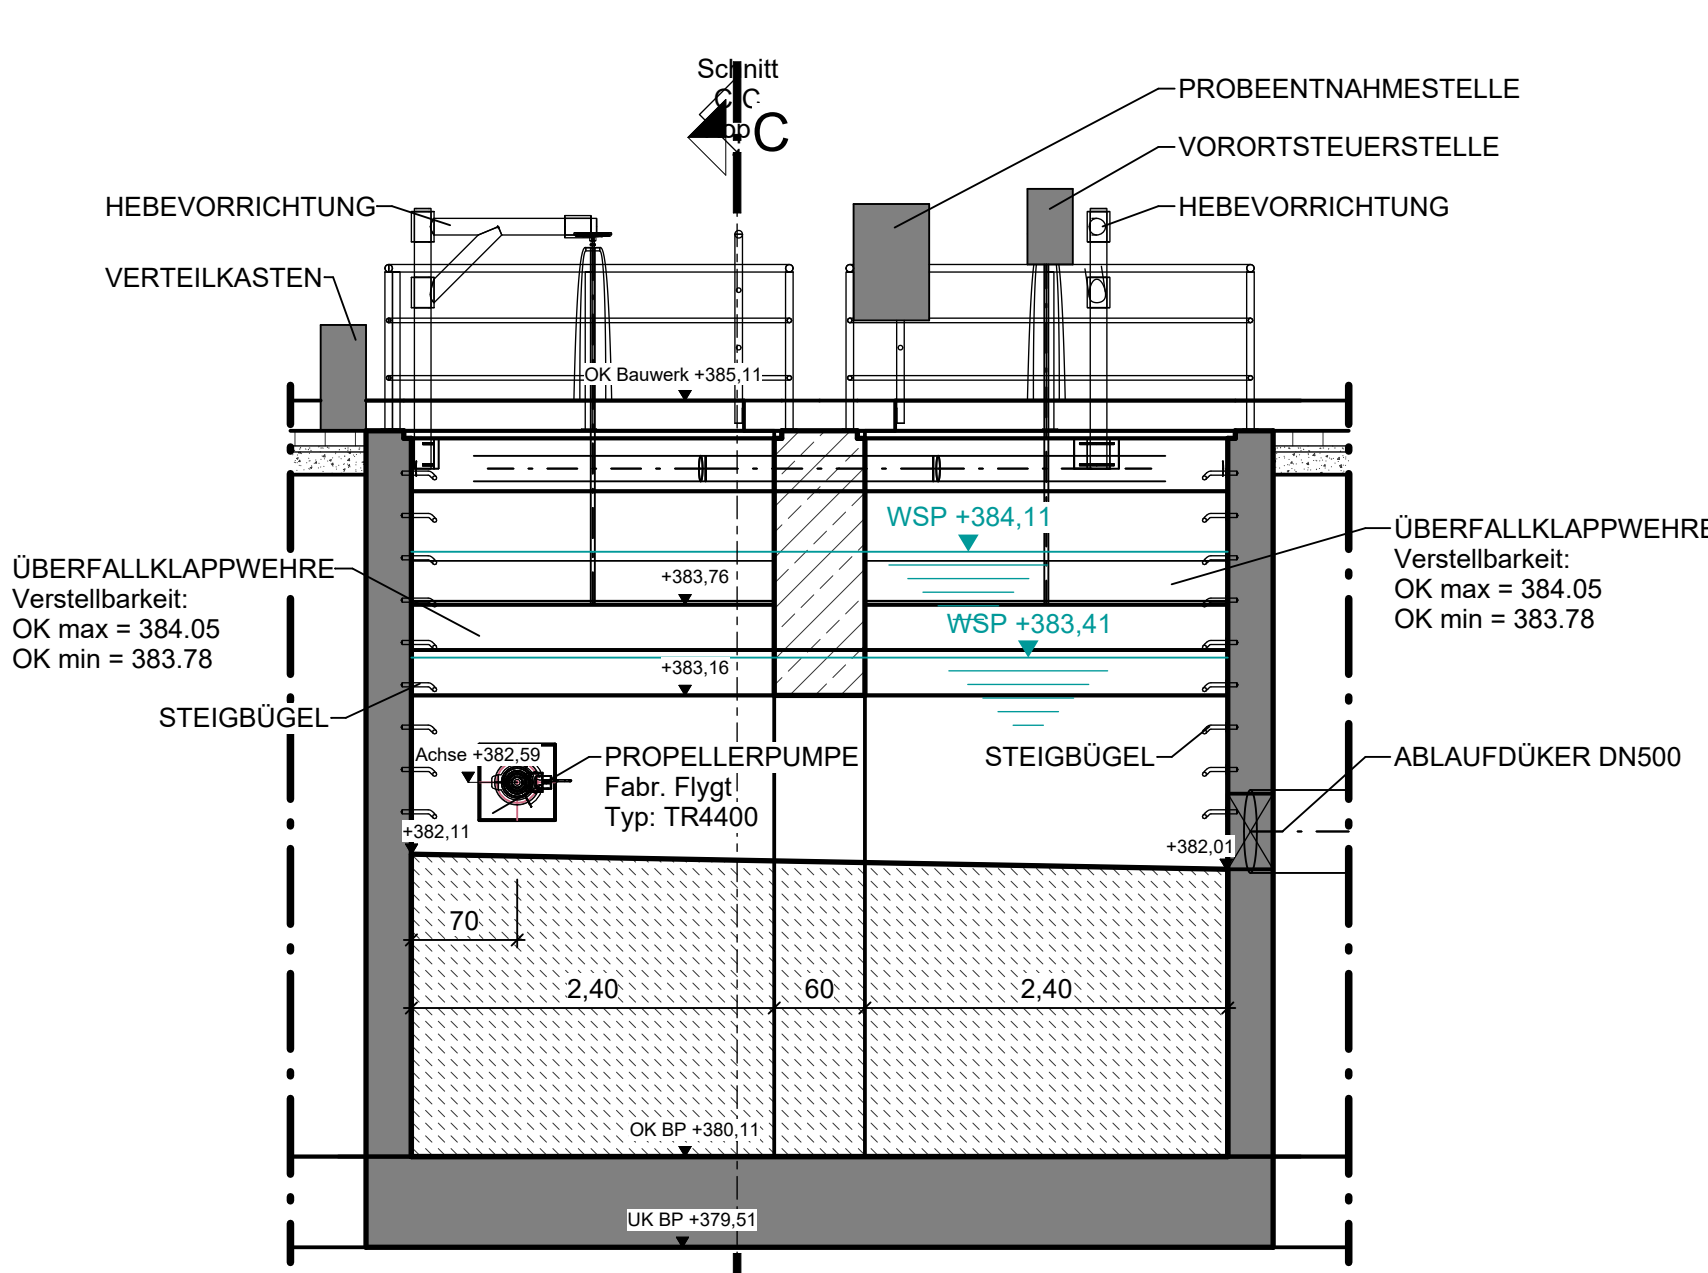 Schnitt
C
PROBEENTNAHMESTELLE
VORORTSTEUERSTELLE
HEBEVORRICHTUNG
HEBEVORRICHTUNG
VERTEILKASTEN
OK Bauwerk +385,11
WSP +384,11
ÜBERFALLKLAPPWEHRE
Verstellbarkeit:
OK max = 384.05
OK min = 383.78
ÜBERFALLKLAPPWEHRE
Verstellbarkeit:
OK max = 384.05
OK min = 383.78
+383,76
WSP +383,41
+383,16
STEIGBÜGEL
Achse +382,59
PROPELLERPUMPE
Fabr. Flygt
Typ: TR4400
STEIGBÜGEL
ABLAUFDÜKER DN500
+382,11
+382,01
70
2,40
60
2,40
OK BP +380,11
UK BP +379,51